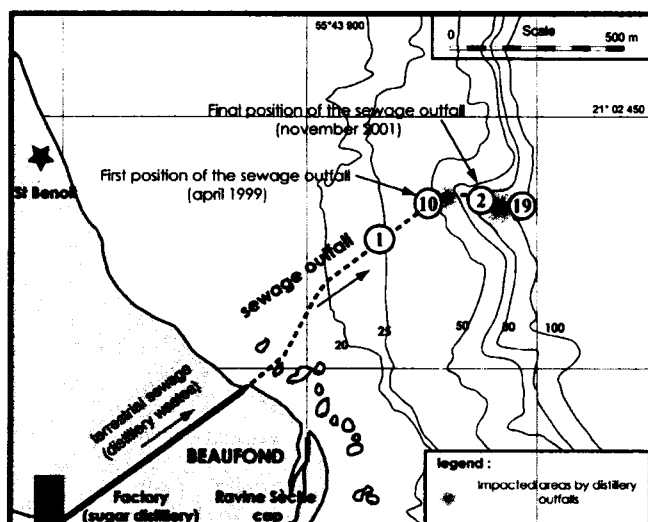 55°43 900
0
Scale
500 m
Final position of the sewage outfall
(november 2001)
21° 02 450
St Benoit
First position of the sewage outfall
(april 1999)
10
2
19
1
sewage outfall
20
25
50
80
100
terrestrial sewage
(distillery wastes)
BEAUFOND
Factory
(sugar distillery)
Ravine Sèche
cap
legend :
Impacted areas by distillery
outfalls